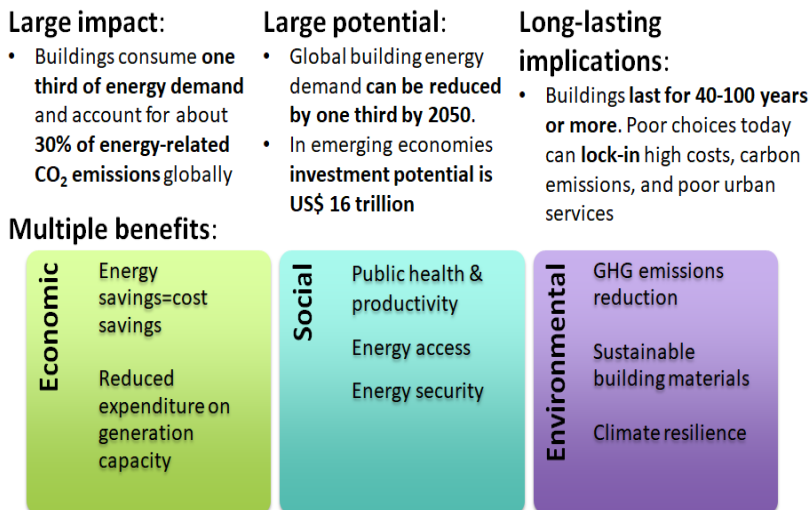 Large impact:
• Buildings consume one
third of energy demand
and account for about
30% of energy-related
CO₂ emissions globally
Large potential:
• Global building energy
demand can be reduced
by one third by 2050.
• In emerging economies
investment potential is
US$ 16 trillion
Long-lasting
implications:
• Buildings last for 40-100 years
or more. Poor choices today
can lock-in high costs, carbon
emissions, and poor urban
services
Multiple benefits:
Economic
Energy
savings=cost
savings
Reduced
expenditure on
generation
capacity
Social
Public health &
productivity
Energy access
Energy security
Environmental
GHG emissions
reduction
Sustainable
building materials
Climate resilience